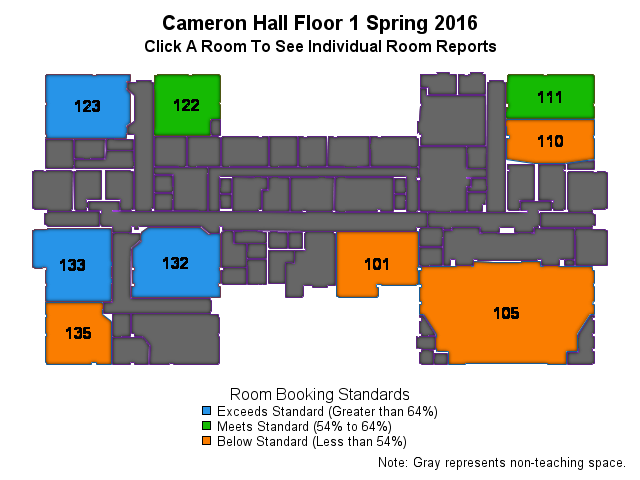 Cameron Hall Floor 1 Spring 2016
Click A Room To See Individual Room Reports
123
122
111
110
133
132
101
105
135
Room Booking Standards
Exceeds Standard (Greater than 64%)
Meets Standard (54% to 64%)
Below Standard (Less than 54%)
Note: Gray represents non-teaching space.